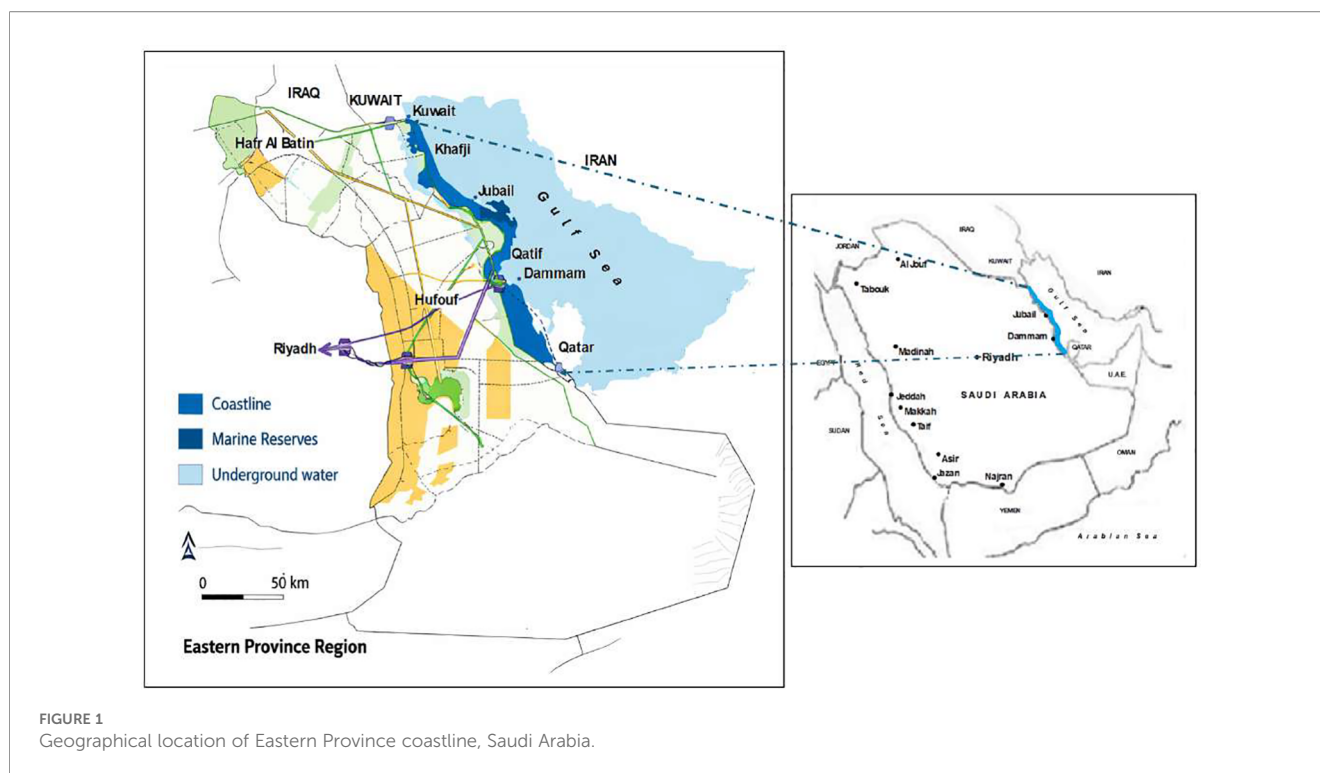 IRAQ
KUWAIT
Kuwait
Hafr Al Batin
Khafji
IRAN
Jubail
Gulf Sea
Qatif
Dammam
Hufouf
Riyadh
Qatar
Coastline
Marine Reserves
Underground water
0 50 km
Eastern Province Region
IRAQ
JORDAN
Al Jouf
KUWAIT
IRAN
Tabouk
Gulf Sea
Jubail
Dammam
Madinah
QATAR
Riyadh
EGYPT
Red Sea
U.A.E.
SAUDI ARABIA
Jeddah
Makkah
Taif
SUDAN
OMAN
Asir
Jazan
Najran
YEMEN
Arabian Sea
FIGURE 1
Geographical location of Eastern Province coastline, Saudi Arabia.